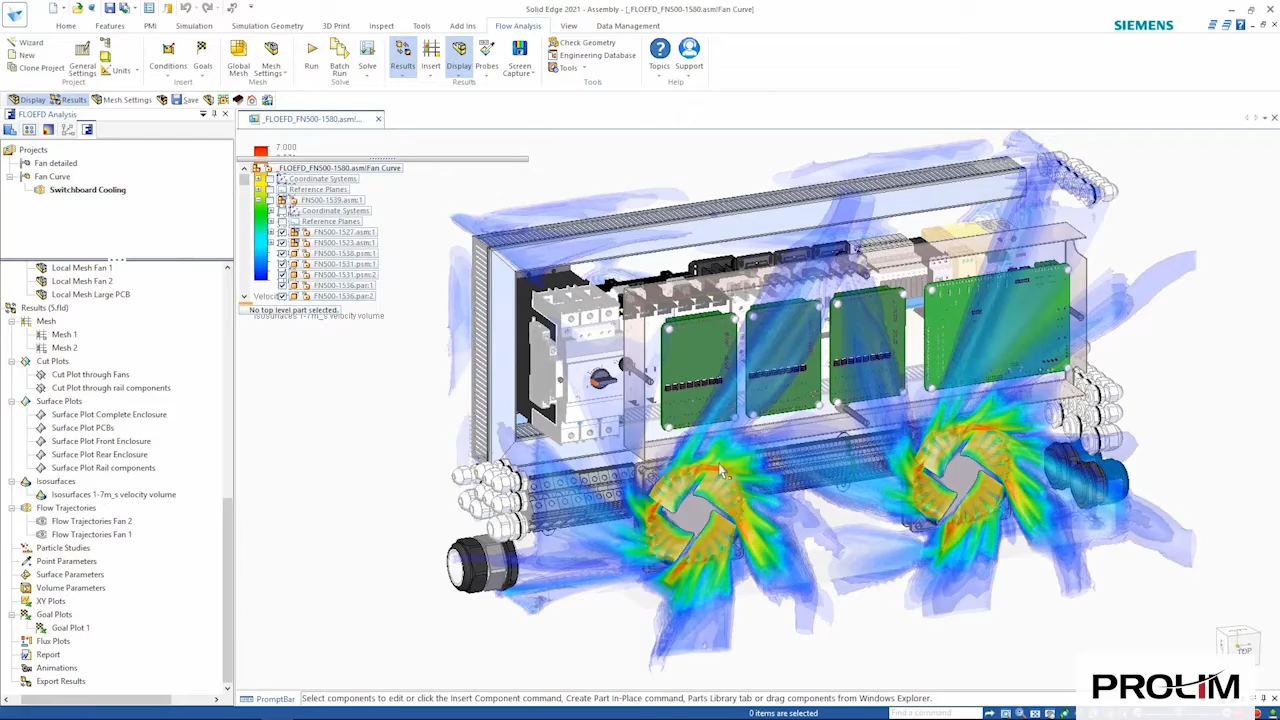 Solid Edge 2021 - Assembly - [_FLOEFD_FN500-1580.asm!Fan Curve]
Home Features PMI Simulation Simulation Geometry 3D Print Inspect Tools Add Ins Flow Analysis View Data Management
SIEMENS
Wizard
New
Clone Project
General Settings
Units
Project
Conditions
Goals
Insert
Global Mesh
Mesh Settings
Mesh
Run
Batch Run
Solve
Solve
Results
Insert
Display
Probes
Screen Capture
Results
Check Geometry
Engineering Database
Tools
Tools
Topics
Support
Help
Display Results Mesh Settings Save
FLOEFD Analysis
_FLOEFD_FN500-1580.asm!...
Projects
Fan detailed
Fan Curve
Switchboard Cooling
Local Mesh Fan 1
Local Mesh Fan 2
Local Mesh Large PCB
Results (5.fld)
Mesh
Mesh 1
Mesh 2
Cut Plots
Cut Plot through Fans
Cut Plot through rail components
Surface Plots
Surface Plot Complete Enclosure
Surface Plot PCBs
Surface Plot Front Enclosure
Surface Plot Rear Enclosure
Surface Plot Rail components
Isosurfaces
Isosurfaces 1-7m_s velocity volume
Flow Trajectories
Flow Trajectories Fan 2
Flow Trajectories Fan 1
Particle Studies
Point Parameters
Surface Parameters
Volume Parameters
XY Plots
Goal Plots
Goal Plot 1
Flux Plots
Report
Animations
Export Results
7.000
_FLOEFD_FN500-1580.asm!Fan Curve
Coordinate Systems
Reference Planes
FN500-1539.asm:1
Coordinate Systems
Reference Planes
FN500-1527.asm:1
FN500-1523.asm:1
FN500-1538.psm:1
FN500-1531.psm:1
FN500-1531.psm:2
FN500-1536.par:1
FN500-1536.par:2
No top level part selected.
Isosurfaces 1-7m_s velocity volume
TOP
PromptBar
Select components to edit or click the Insert Component command, Create Part In-Place command, Parts Library tab or drag components from Windows Explorer.
0 items are selected
Find a command
PROLIM